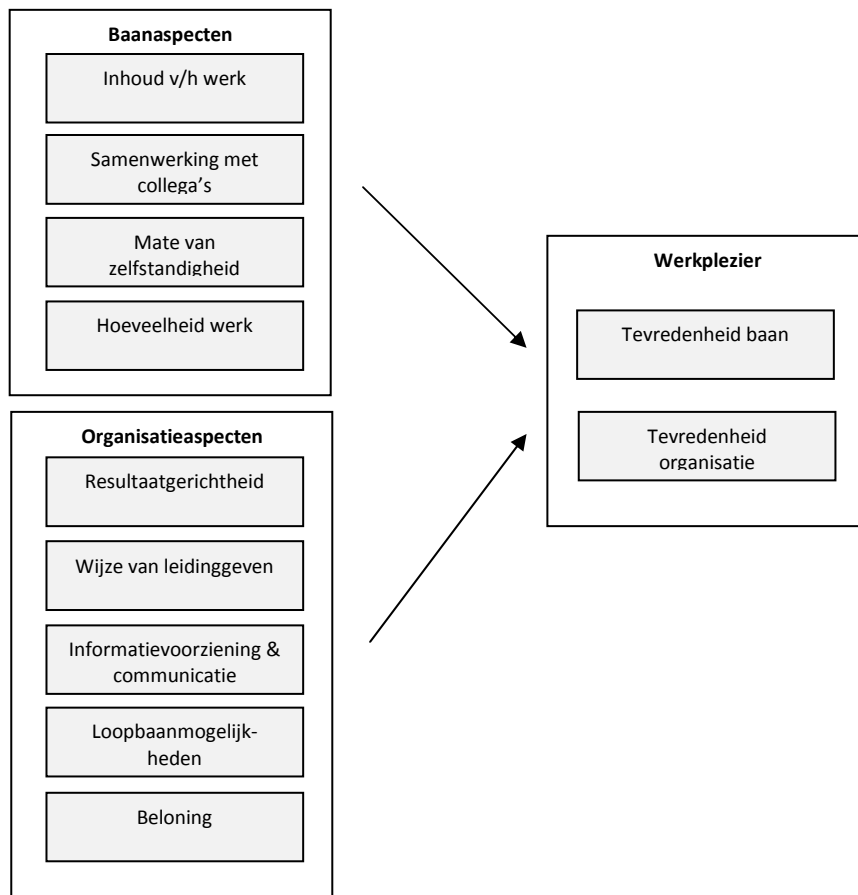 Baanaspecten
Inhoud v/h werk
Samenwerking met
collega's
Mate van
zelfstandigheid
Hoeveelheid werk
Organisatieaspecten
Resultaatgerichtheid
Wijze van leidinggeven
Informatievoorziening &
communicatie
Loopbaanmogelijk-
heden
Beloning
Werkplezier
Tevredenheid baan
Tevredenheid
organisatie